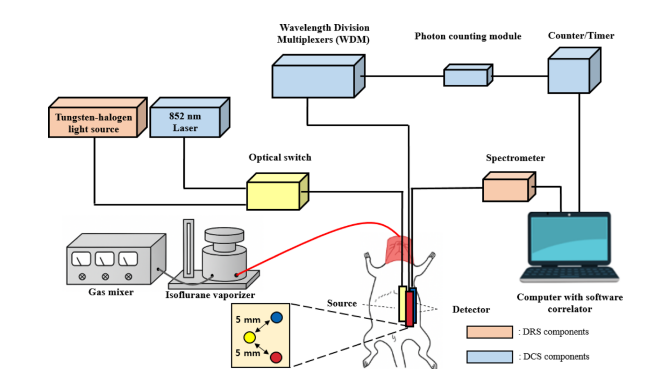 Wavelength Division
Multiplexers (WDM)
Photon counting module
Counter/Timer
Tungsten-halogen
light source
852 nm
Laser
Optical switch
Spectrometer
Gas mixer
Isoflurane vaporizer
Source
Detector
Computer with software
correlator
5 mm
5 mm
: DRS components
: DCS components